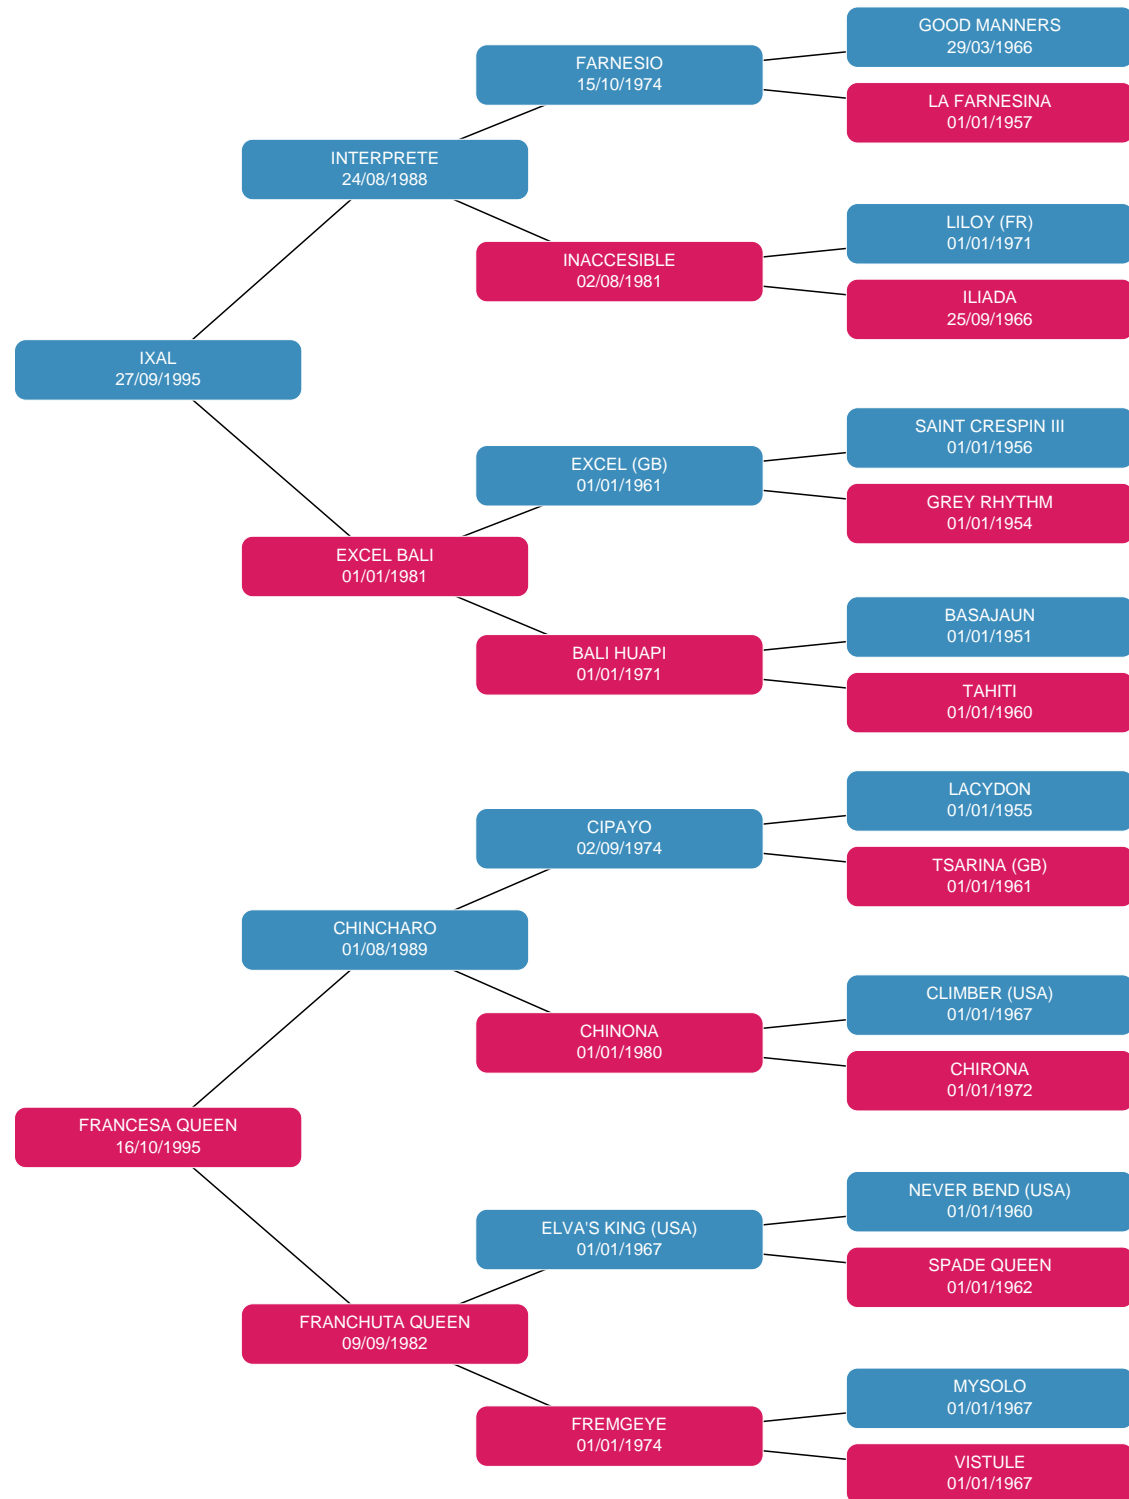 GOOD MANNERS
29/03/1966
FARNESIO
15/10/1974
LA FARNESINA
01/01/1957
INTERPRETE
24/08/1988
LILOY (FR)
01/01/1971
INACCESIBLE
02/08/1981
ILIADA
25/09/1966
IXAL
27/09/1995
SAINT CRESPIN III
01/01/1956
EXCEL (GB)
01/01/1961
GREY RHYTHM
01/01/1954
EXCEL BALI
01/01/1981
BASAJAUN
01/01/1951
BALI HUAPI
01/01/1971
TAHITI
01/01/1960
LACYDON
01/01/1955
CIPAYO
02/09/1974
TSARINA (GB)
01/01/1961
CHINCHARO
01/08/1989
CLIMBER (USA)
01/01/1967
CHINONA
01/01/1980
CHIRONA
01/01/1972
FRANCESA QUEEN
16/10/1995
NEVER BEND (USA)
01/01/1960
ELVA'S KING (USA)
01/01/1967
SPADE QUEEN
01/01/1962
FRANCHUTA QUEEN
09/09/1982
MYSOLO
01/01/1967
FREMGEYE
01/01/1974
VISTULE
01/01/1967